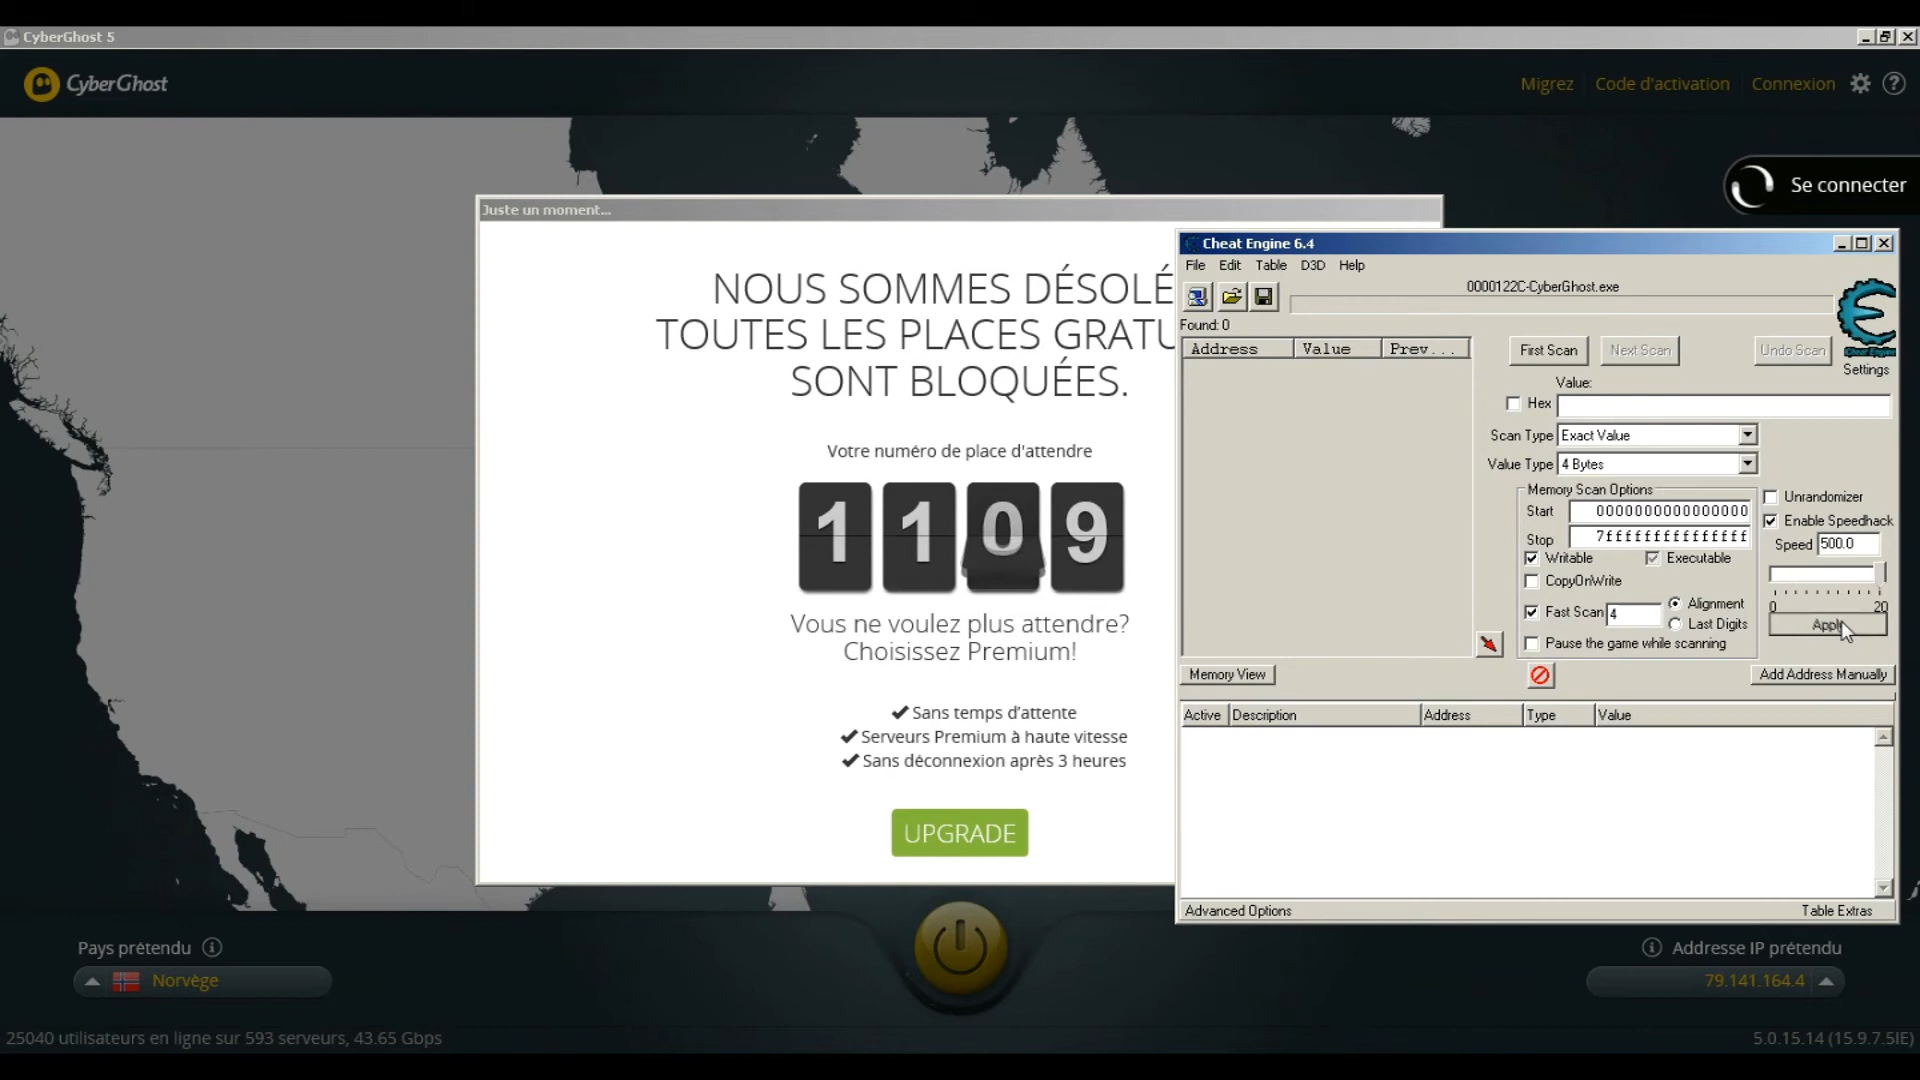 CyberGhost 5
CyberGhost
Migrez
Code d'activation
Connexion
Se connecter
Juste un moment...
NOUS SOMMES DÉSOLÉ
TOUTES LES PLACES GRATU
SONT BLOQUÉES.
Votre numéro de place d'attendre
1109
Vous ne voulez plus attendre?
Choisissez Premium!
Sans temps d'attente
Serveurs Premium à haute vitesse
Sans déconnexion après 3 heures
UPGRADE
Cheat Engine 6.4
File Edit Table D3D Help
0000122C-CyberGhost.exe
Found: 0
Address Value Prev...
First Scan
Next Scan
Undo Scan
Cheat Engine
Settings
Value:
Hex
Scan Type Exact Value
Value Type 4 Bytes
Memory Scan Options
Start 0000000000000000
Stop 7fffffffffffffff
Writable
Executable
CopyOnWrite
Fast Scan 4
Alignment
Last Digits
Pause the game while scanning
Unrandomizer
Enable Speedhack
Speed 500.0
0 20
Apply
Memory View
Add Address Manually
Active Description Address Type Value
Advanced Options
Table Extras
Pays prétendu
Norvège
Addresse IP prétendu
79.141.164.4
25040 utilisateurs en ligne sur 593 serveurs, 43.65 Gbps
5.0.15.14 (15.9.7.5IE)